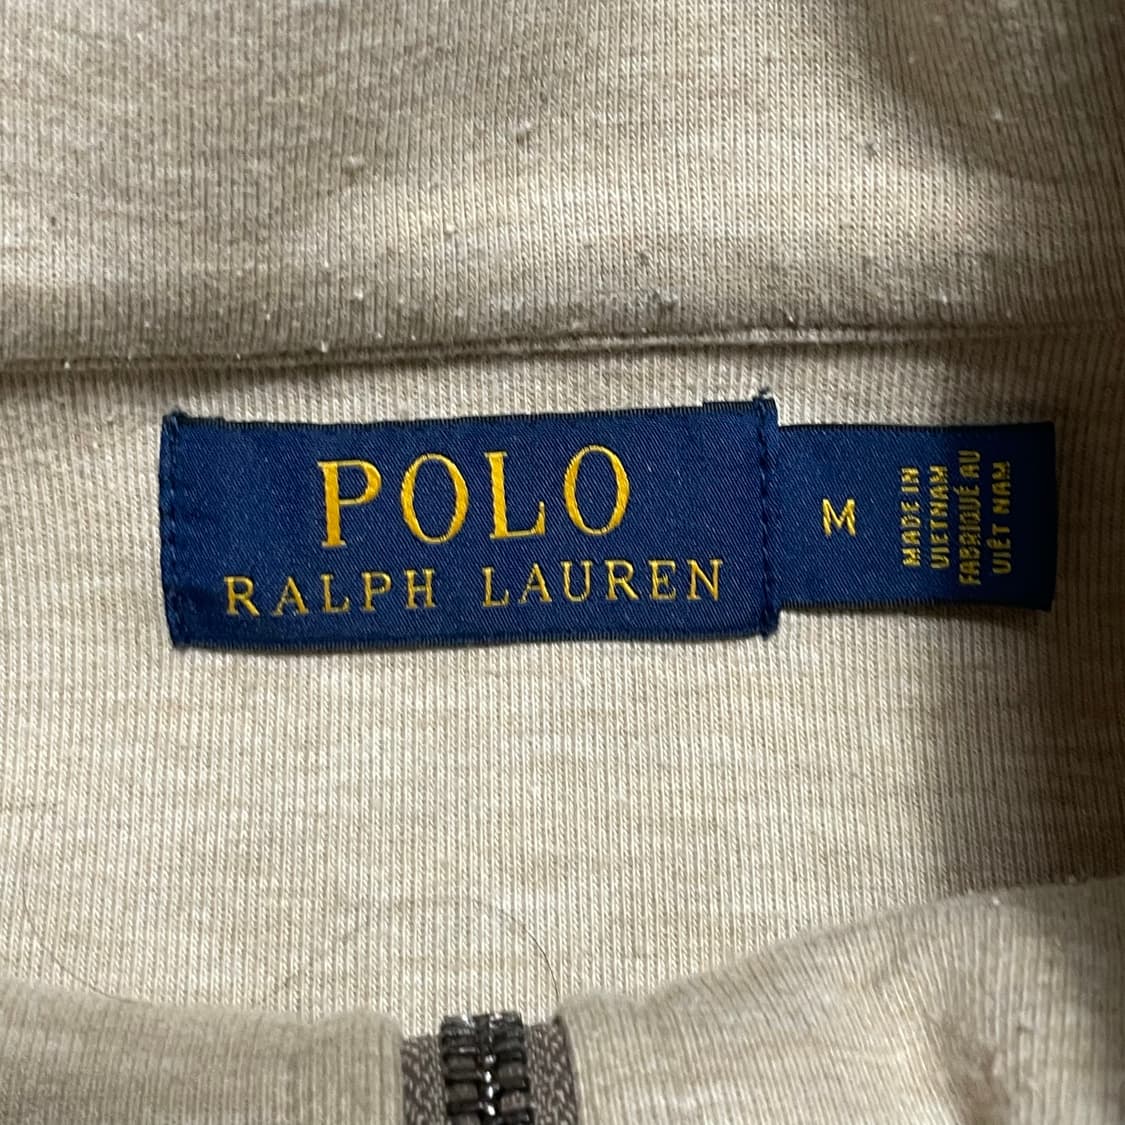 POLO
RALPH LAUREN
M
MADE IN
VIETNAM
FABRIQUÉ AU
VIÊT NAM